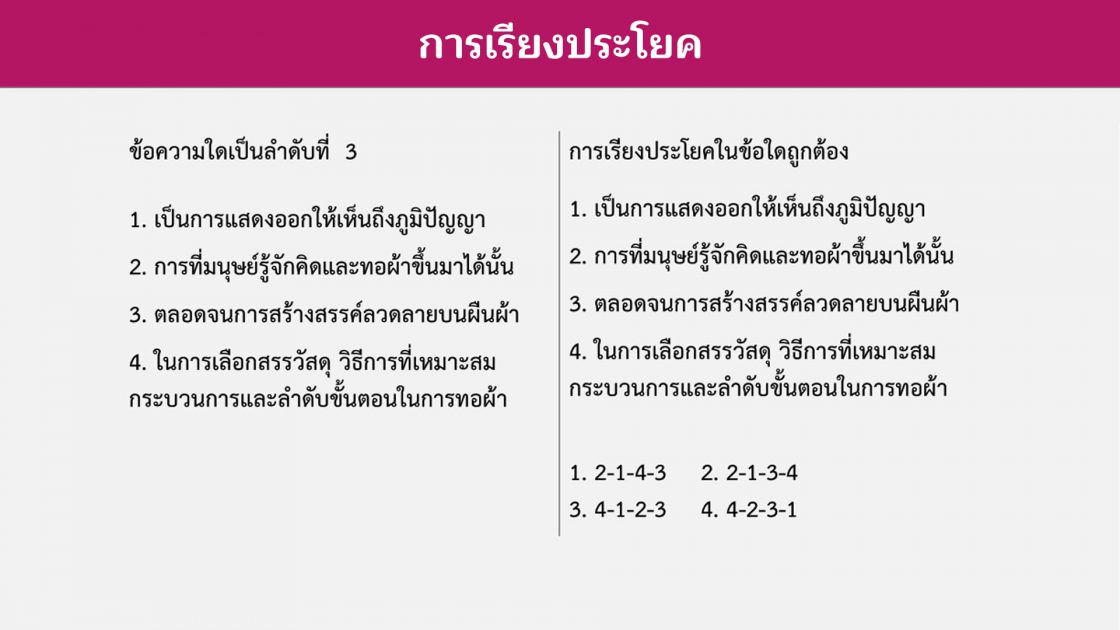 การเรียงประโยค
ข้อความใดเป็นลำดับที่ 3
1. เป็นการแสดงออกให้เห็นถึงภูมิปัญญา
2. การที่มนุษย์รู้จักคิดและทอผ้าขึ้นมาได้นั้น
3. ตลอดจนการสร้างสรรค์ลวดลายบนผืนผ้า
4. ในการเลือกสรรวัสดุ วิธีการที่เหมาะสม
กระบวนการและลำดับขั้นตอนในการทอผ้า
การเรียงประโยคในข้อใดถูกต้อง
1. เป็นการแสดงออกให้เห็นถึงภูมิปัญญา
2. การที่มนุษย์รู้จักคิดและทอผ้าขึ้นมาได้นั้น
3. ตลอดจนการสร้างสรรค์ลวดลายบนผืนผ้า
4. ในการเลือกสรรวัสดุ วิธีการที่เหมาะสม
กระบวนการและลำดับขั้นตอนในการทอผ้า
1. 2-1-4-3 2. 2-1-3-4
3. 4-1-2-3 4. 4-2-3-1